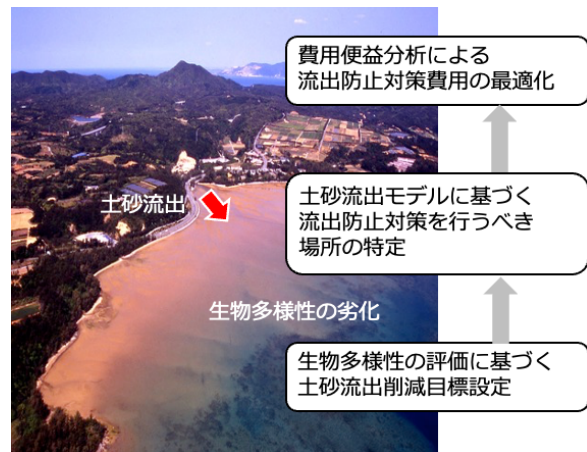 費用便益分析による
流出防止対策費用の最適化
土砂流出
土砂流出モデルに基づく
流出防止対策を行うべき
場所の特定
生物多様性の劣化
生物多様性の評価に基づく
土砂流出削減目標設定